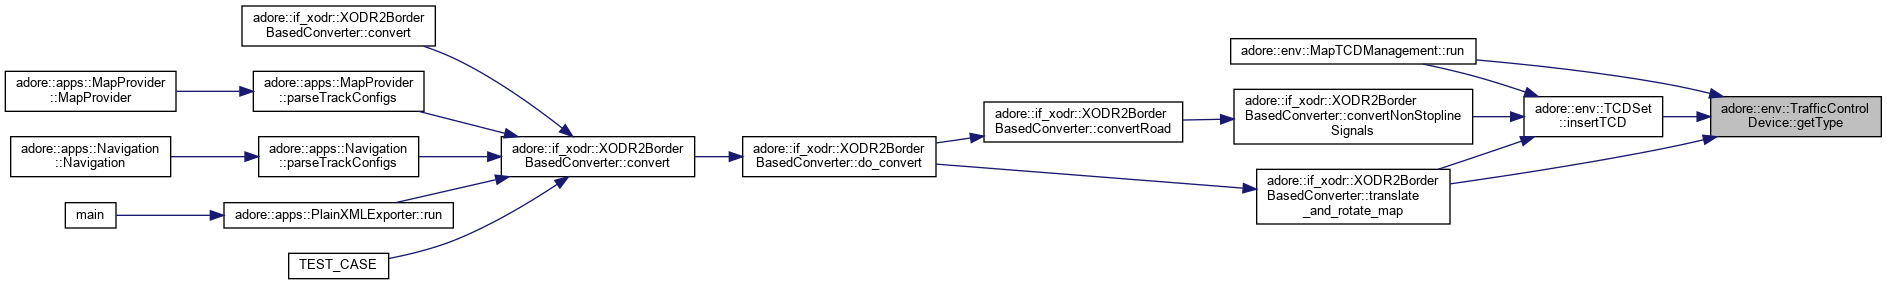 adore::if_xodr::XODR2Border
BasedConverter::convert
adore::apps::MapProvider
::MapProvider
adore::apps::MapProvider
::parseTrackConfigs
adore::apps::Navigation
::Navigation
adore::apps::Navigation
::parseTrackConfigs
main
adore::apps::PlainXMLExporter::run
TEST_CASE
adore::if_xodr::XODR2Border
BasedConverter::convert
adore::if_xodr::XODR2Border
BasedConverter::do_convert
adore::if_xodr::XODR2Border
BasedConverter::convertRoad
adore::env::MapTCDManagement::run
adore::if_xodr::XODR2Border
BasedConverter::convertNonStopline
Signals
adore::if_xodr::XODR2Border
BasedConverter::translate
_and_rotate_map
adore::env::TCDSet
::insertTCD
adore::env::TrafficControl
Device::getType